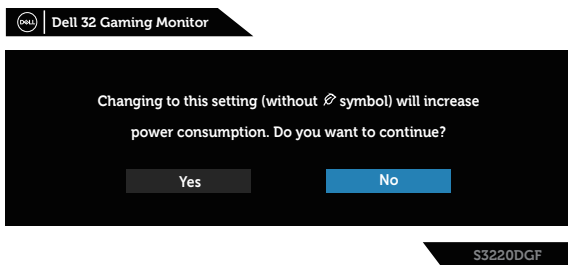 DELL
Dell 32 Gaming Monitor
Changing to this setting (without symbol) will increase
power consumption. Do you want to continue?
Yes
No
S3220DGF